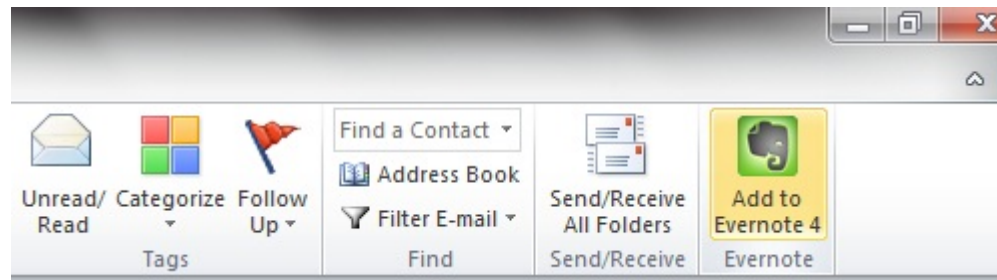 Unread/
Read
Categorize
Follow
Up
Tags
Find a Contact
Address Book
Filter E-mail
Find
Send/Receive
All Folders
Send/Receive
Add to
Evernote 4
Evernote